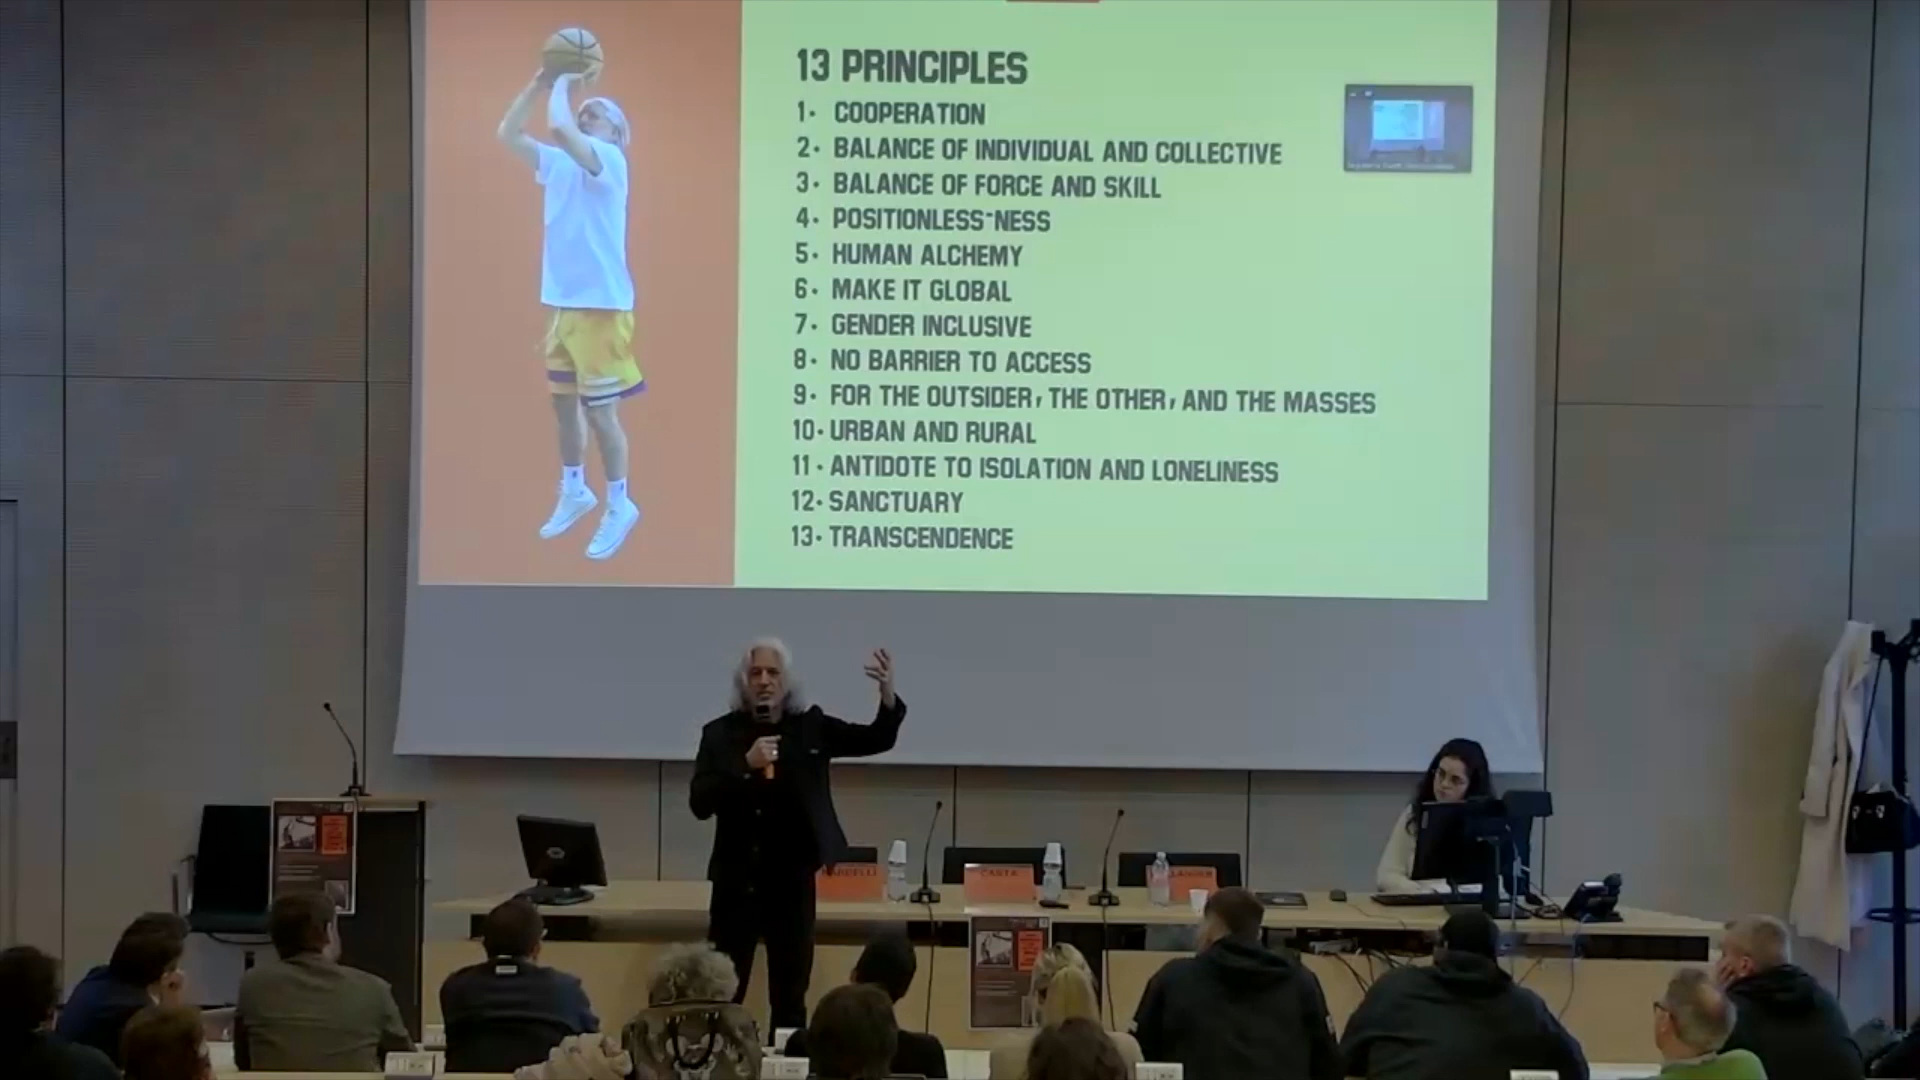 13 PRINCIPLES
1. COOPERATION
2. BALANCE OF INDIVIDUAL AND COLLECTIVE
3. BALANCE OF FORCE AND SKILL
4. POSITIONLESS-NESS
5. HUMAN ALCHEMY
6. MAKE IT GLOBAL
7. GENDER INCLUSIVE
8. NO BARRIER TO ACCESS
9. FOR THE OUTSIDER, THE OTHER, AND THE MASSES
10. URBAN AND RURAL
11. ANTIDOTE TO ISOLATION AND LONELINESS
12. SANCTUARY
13. TRANSCENDENCE